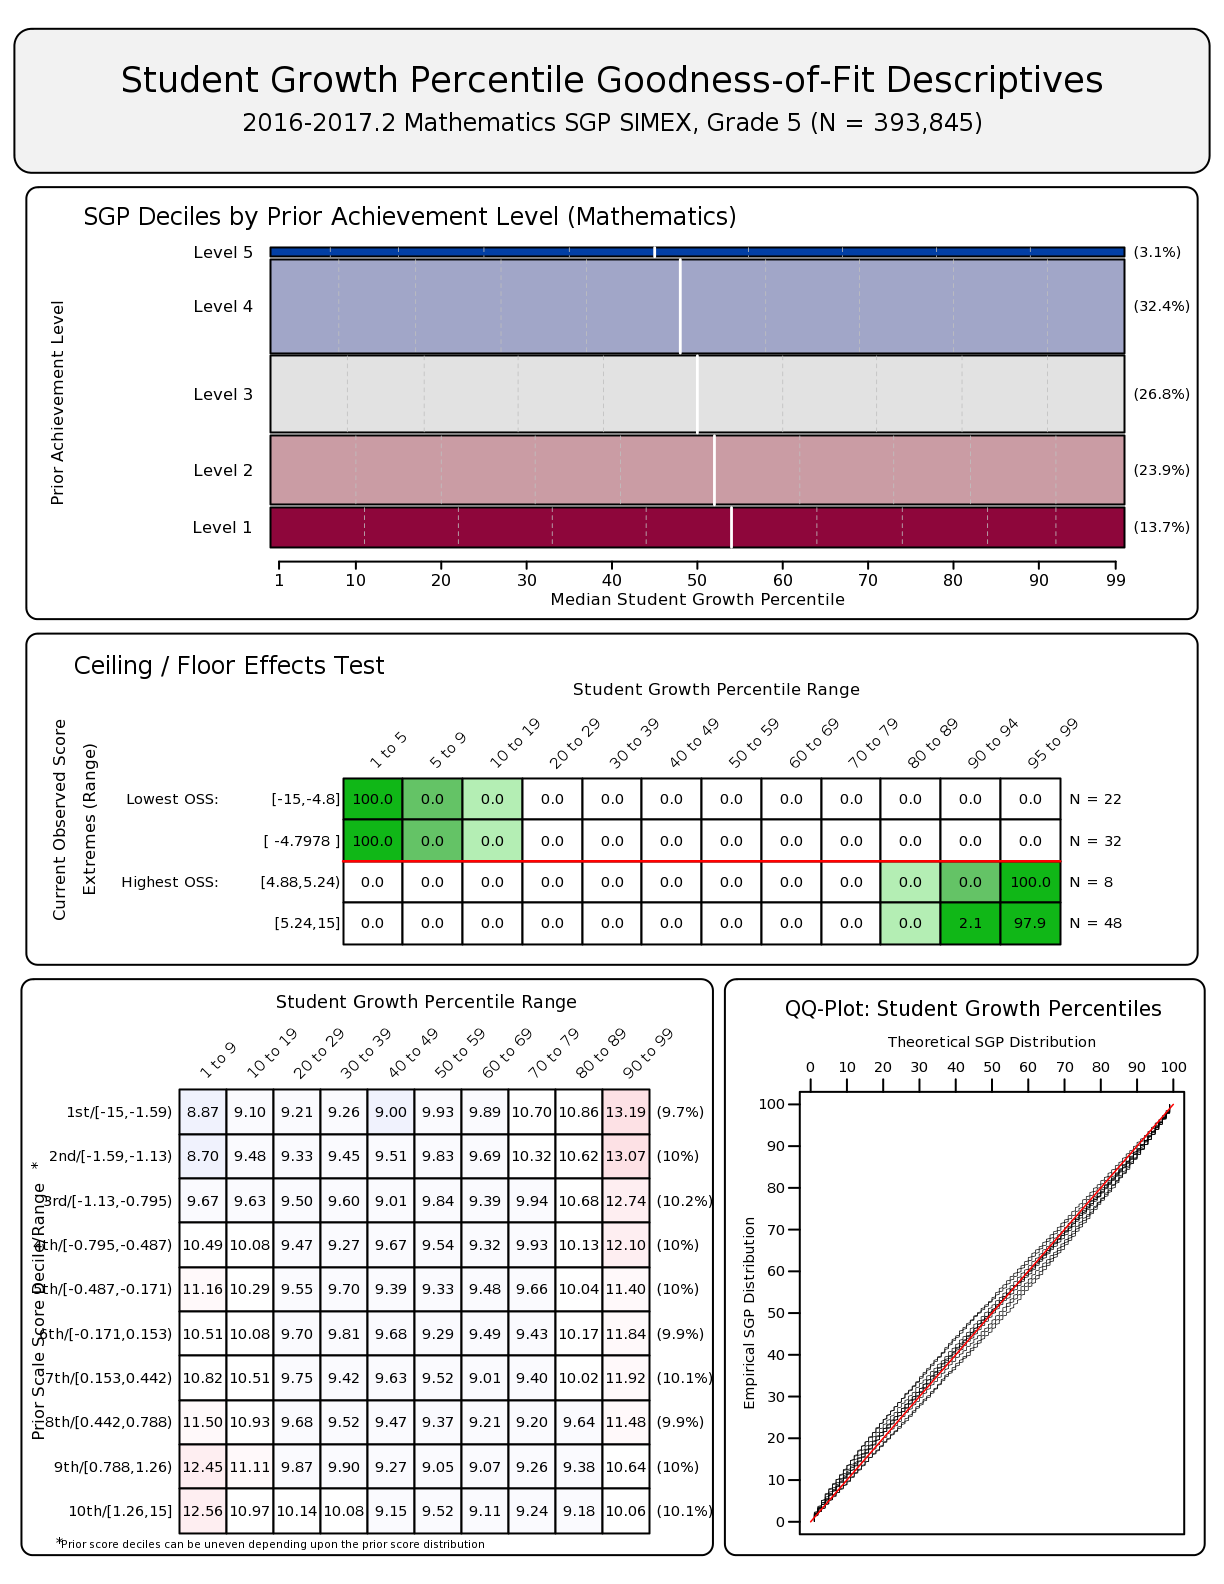 Student Growth Percentile Goodness-of-Fit Descriptives
2016-2017.2 Mathematics SGP SIMEX, Grade 5 (N = 393,845)
SGP Deciles by Prior Achievement Level (Mathematics)
Prior Achievement Level
Level 5 (3.1%)
Level 4 (32.4%)
Level 3 (26.8%)
Level 2 (23.9%)
Level 1 (13.7%)
1 10 20 30 40 50 60 70 80 90 99
Median Student Growth Percentile
Ceiling / Floor Effects Test
Student Growth Percentile Range
Current Observed Score
Extremes (Range)
1 to 5 5 to 9 10 to 19 20 to 29 30 to 39 40 to 49 50 to 59 60 to 69 70 to 79 80 to 89 90 to 94 95 to 99
Lowest OSS: [-15,-4.8] 100.0 0.0 0.0 0.0 0.0 0.0 0.0 0.0 0.0 0.0 0.0 0.0 N = 22
[ -4.7978 ] 100.0 0.0 0.0 0.0 0.0 0.0 0.0 0.0 0.0 0.0 0.0 0.0 N = 32
Highest OSS: [4.88,5.24) 0.0 0.0 0.0 0.0 0.0 0.0 0.0 0.0 0.0 0.0 0.0 100.0 N = 8
[5.24,15] 0.0 0.0 0.0 0.0 0.0 0.0 0.0 0.0 0.0 0.0 2.1 97.9 N = 48
Student Growth Percentile Range
Prior Scale Score Decile/Range *
1 to 9 10 to 19 20 to 29 30 to 39 40 to 49 50 to 59 60 to 69 70 to 79 80 to 89 90 to 99
1st/[-15,-1.59) 8.87 9.10 9.21 9.26 9.00 9.93 9.89 10.70 10.86 13.19 (9.7%)
2nd/[-1.59,-1.13) 8.70 9.48 9.33 9.45 9.51 9.83 9.69 10.32 10.62 13.07 (10%)
3rd/[-1.13,-0.795) 9.67 9.63 9.50 9.60 9.01 9.84 9.39 9.94 10.68 12.74 (10.2%)
4th/[-0.795,-0.487) 10.49 10.08 9.47 9.27 9.67 9.54 9.32 9.93 10.13 12.10 (10%)
5th/[-0.487,-0.171) 11.16 10.29 9.55 9.70 9.39 9.33 9.48 9.66 10.04 11.40 (10%)
6th/[-0.171,0.153) 10.51 10.08 9.70 9.81 9.68 9.29 9.49 9.43 10.17 11.84 (9.9%)
7th/[0.153,0.442) 10.82 10.51 9.75 9.42 9.63 9.52 9.01 9.40 10.02 11.92 (10.1%)
8th/[0.442,0.788) 11.50 10.93 9.68 9.52 9.47 9.37 9.21 9.20 9.64 11.48 (9.9%)
9th/[0.788,1.26) 12.45 11.11 9.87 9.90 9.27 9.05 9.07 9.26 9.38 10.64 (10%)
10th/[1.26,15] 12.56 10.97 10.14 10.08 9.15 9.52 9.11 9.24 9.18 10.06 (10.1%)
*Prior score deciles can be uneven depending upon the prior score distribution
QQ-Plot: Student Growth Percentiles
Theoretical SGP Distribution
0 10 20 30 40 50 60 70 80 90 100
Empirical SGP Distribution
100
90
80
70
60
50
40
30
20
10
0